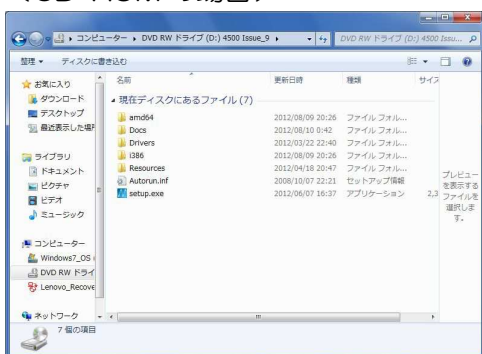 コンピューター ▸ DVD RW ドライブ (D:) 4500 Issue_9 ▸
DVD RW ドライブ (D:) 4500 Issu...
整理 ▼ ディスクに書き込む
お気に入り
ダウンロード
デスクトップ
最近表示した場所
ライブラリ
ドキュメント
ピクチャ
ビデオ
ミュージック
コンピューター
Windows7_OS
DVD RW ドライ
Lenovo_Recove
ネットワーク
名前 更新日時 種類 サイズ
現在ディスクにあるファイル (7)
amd64 2012/08/09 20:26 ファイル フォル...
Docs 2012/08/10 0:42 ファイル フォル...
Drivers 2012/03/22 22:40 ファイル フォル...
i386 2012/08/09 20:26 ファイル フォル...
Resources 2012/04/18 20:47 ファイル フォル...
Autorun.inf 2008/10/07 22:21 セットアップ情報
setup.exe 2012/06/07 16:37 アプリケーション 2,3
プレビュー
を表示する
ファイルを
選択しま
す。
7 個の項目